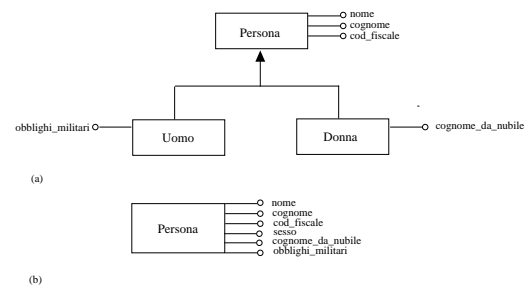 nome
cognome
Persona
cod_fiscale
obblighi_militari
Uomo
Donna
cognome_da_nubile
(a)
nome
cognome
cod_fiscale
Persona
sesso
cognome_da_nubile
obblighi_militari
(b)